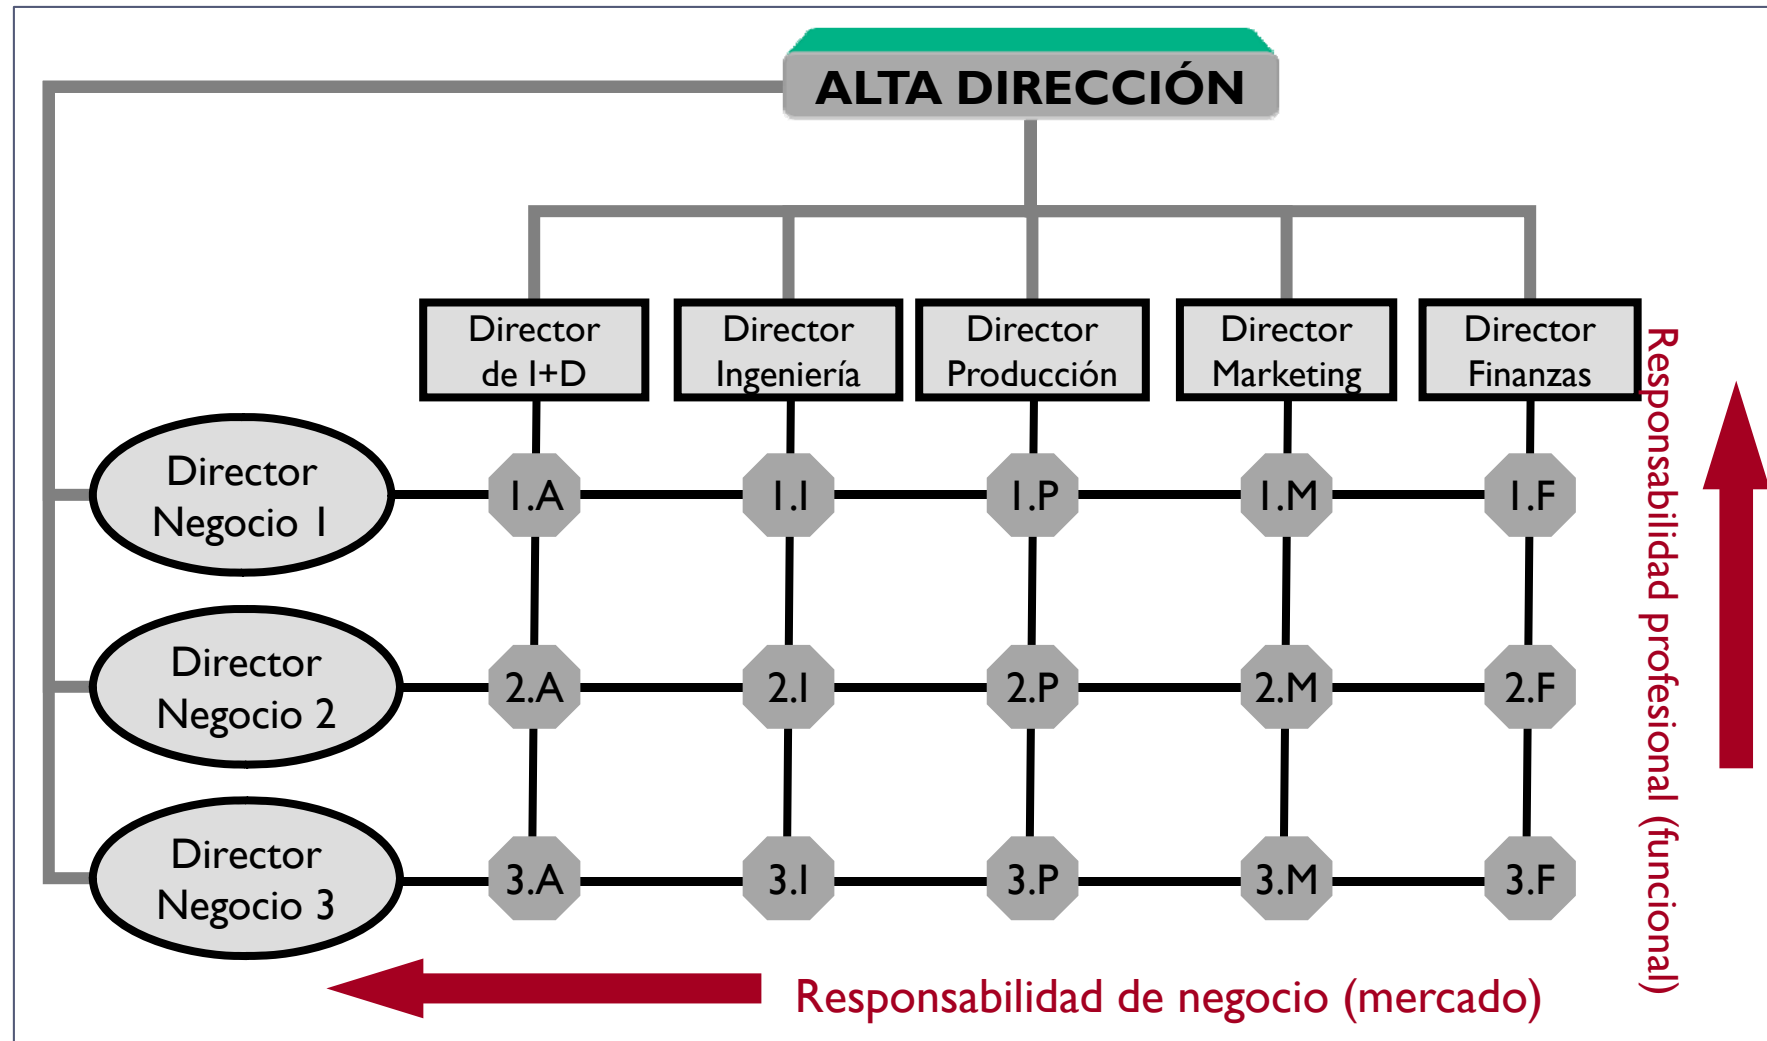 ALTA DIRECCIÓN
Director
de I+D
Director
Ingeniería
Director
Producción
Director
Marketing
Director
Finanzas
Director
Negocio 1
1.A
1.I
1.P
1.M
1.F
Director
Negocio 2
2.A
2.I
2.P
2.M
2.F
Director
Negocio 3
3.A
3.I
3.P
3.M
3.F
Responsabilidad profesional (funcional)
Responsabilidad de negocio (mercado)